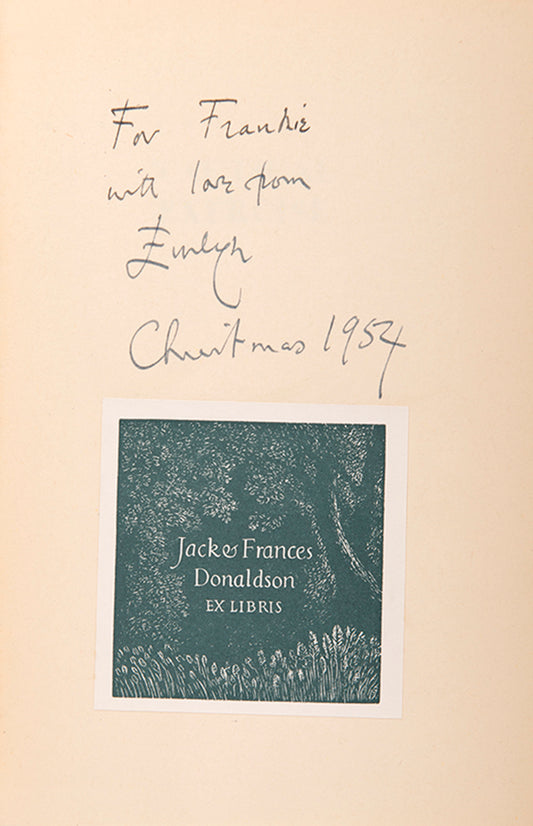 For Frankie
with love from
Evelyn
Christmas 1954
Jack & Frances
Donaldson
EX LIBRIS